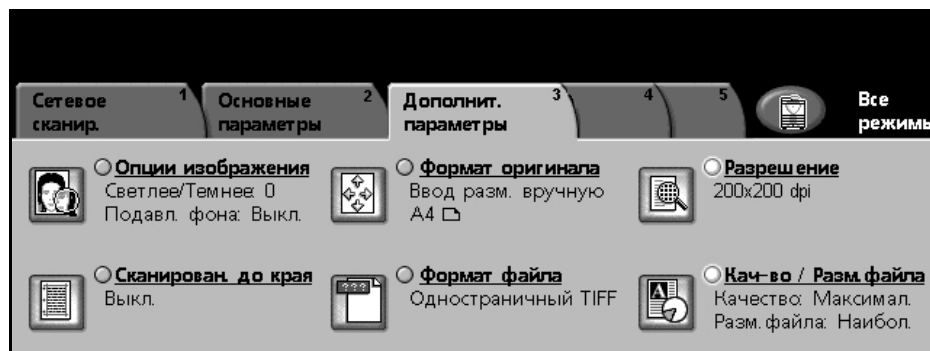 Сетевое сканир.
1
Основные параметры
2
Дополнит. параметры
3
4
5
Все режимы
Опции изображения
Светлее/Темнее: 0
Подавл. фона: Выкл.
Формат оригинала
Ввод разм. вручную
A4
Разрешение
200x200 dpi
Сканирован. до края
Выкл.
Формат файла
???
Одностраничный TIFF
Кач-во / Разм. файла
A
Качество: Максимал.
Разм. файла: Наибол.